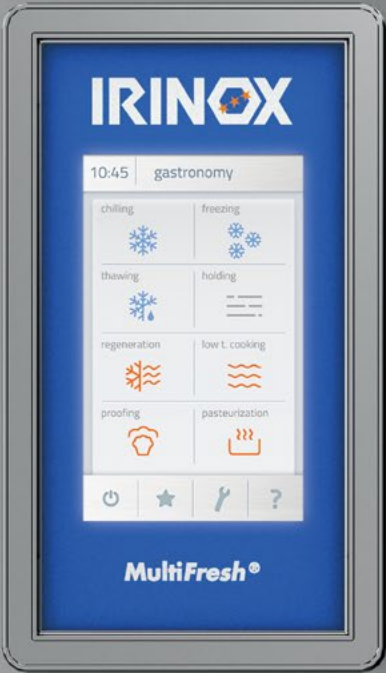 IRINOX
10:45 gastronomy
chilling freezing
thawing holding
regeneration low t. cooking
proofing pasteurization
?
MultiFresh®